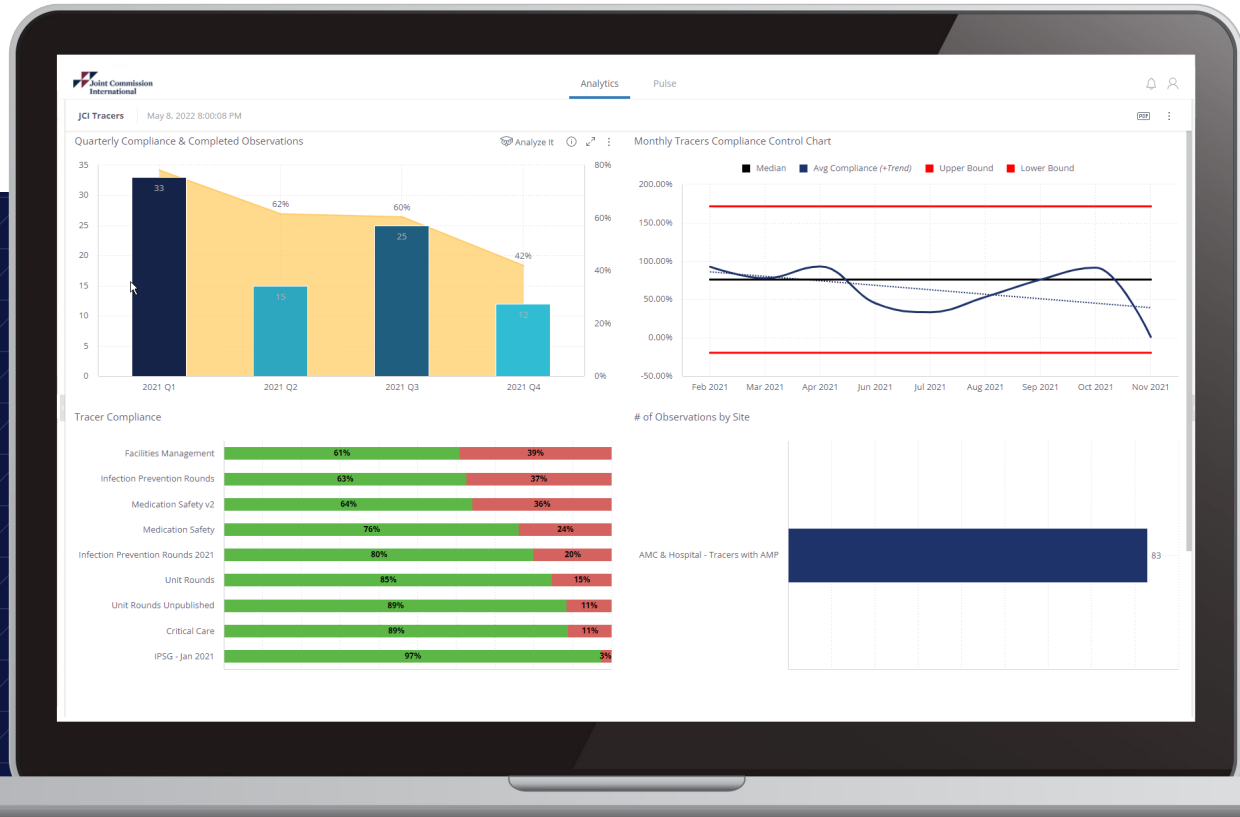 Joint Commission
International
Analytics
Pulse
JCI Tracers
May 8, 2022 8:00:08 PM
PDF
Quarterly Compliance & Completed Observations
Analyze It
35
30
25
20
15
10
5
0
80%
60%
40%
20%
0%
33
62%
15
60%
25
42%
12
2021 Q1
2021 Q2
2021 Q3
2021 Q4
Monthly Tracers Compliance Control Chart
Median
Avg Compliance (+Trend)
Upper Bound
Lower Bound
200.00%
150.00%
100.00%
50.00%
0.00%
-50.00%
Feb 2021
Mar 2021
Apr 2021
Jun 2021
Jul 2021
Aug 2021
Sep 2021
Oct 2021
Nov 2021
Tracer Compliance
Facilities Management 61% 39%
Infection Prevention Rounds 63% 37%
Medication Safety v2 64% 36%
Medication Safety 76% 24%
Infection Prevention Rounds 2021 80% 20%
Unit Rounds 85% 15%
Unit Rounds Unpublished 89% 11%
Critical Care 89% 11%
IPSG - Jan 2021 97% 3%
# of Observations by Site
AMC & Hospital - Tracers with AMP 83